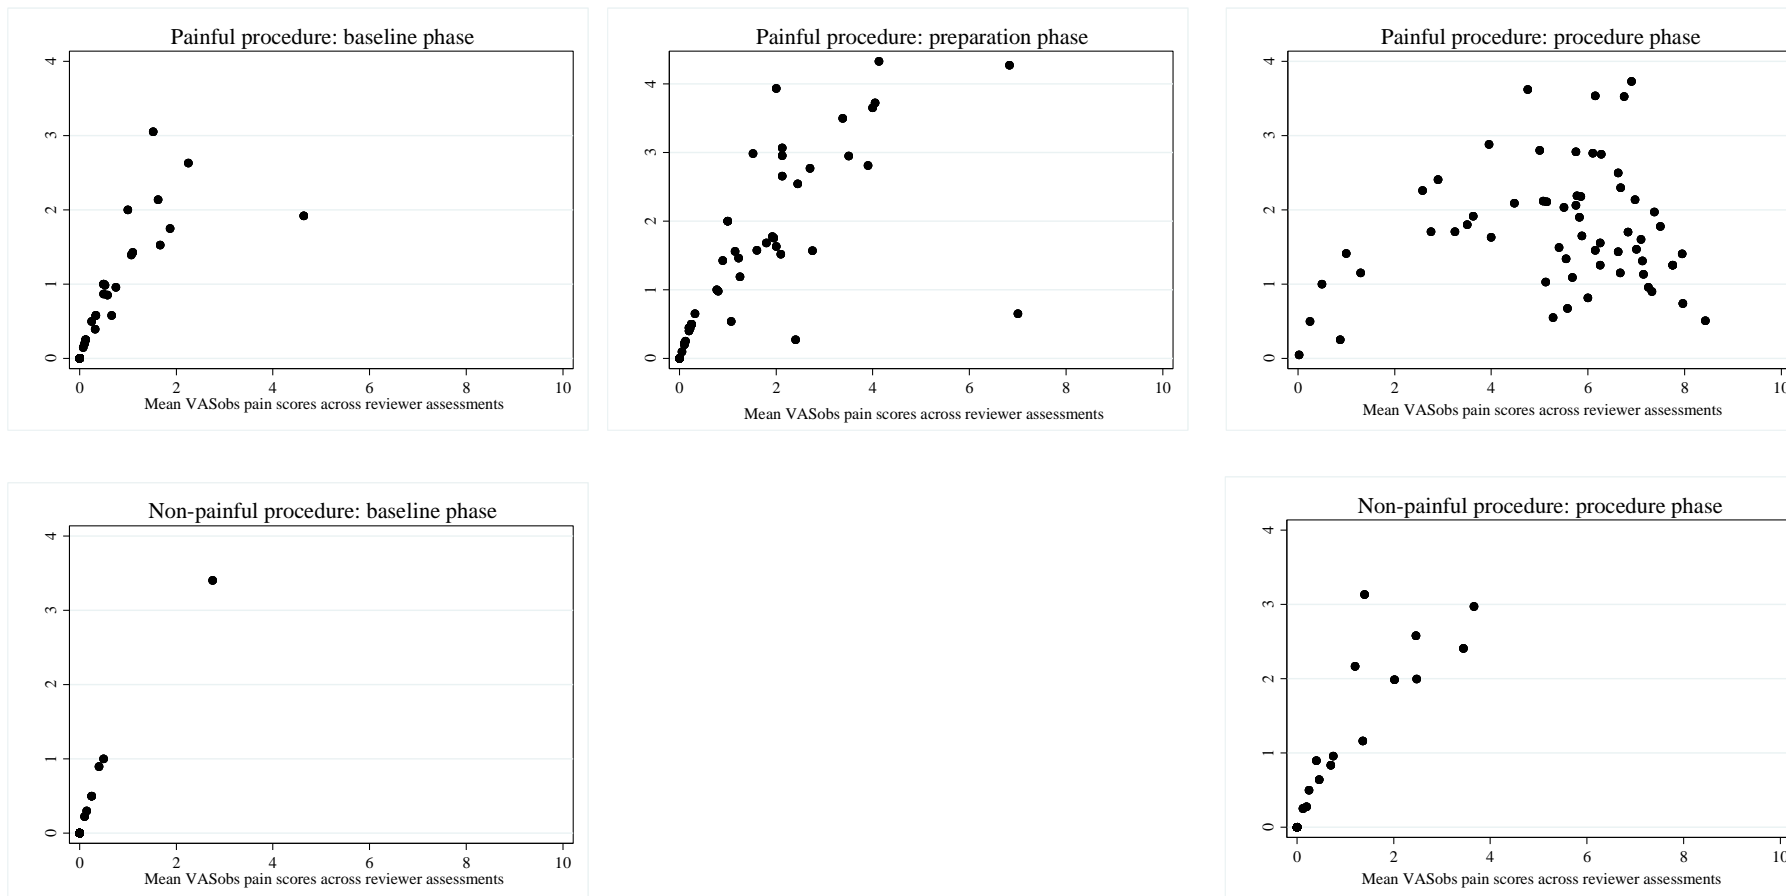 Painful procedure: baseline phase
4
3
2
1
0
0 2 4 6 8 10
Mean VASobs pain scores across reviewer assessments
Painful procedure: preparation phase
4
3
2
1
0
0 2 4 6 8 10
Mean VASobs pain scores across reviewer assessments
Painful procedure: procedure phase
4
3
2
1
0
0 2 4 6 8 10
Mean VASobs pain scores across reviewer assessments
Non-painful procedure: baseline phase
4
3
2
1
0
0 2 4 6 8 10
Mean VASobs pain scores across reviewer assessments
Non-painful procedure: procedure phase
4
3
2
1
0
0 2 4 6 8 10
Mean VASobs pain scores across reviewer assessments